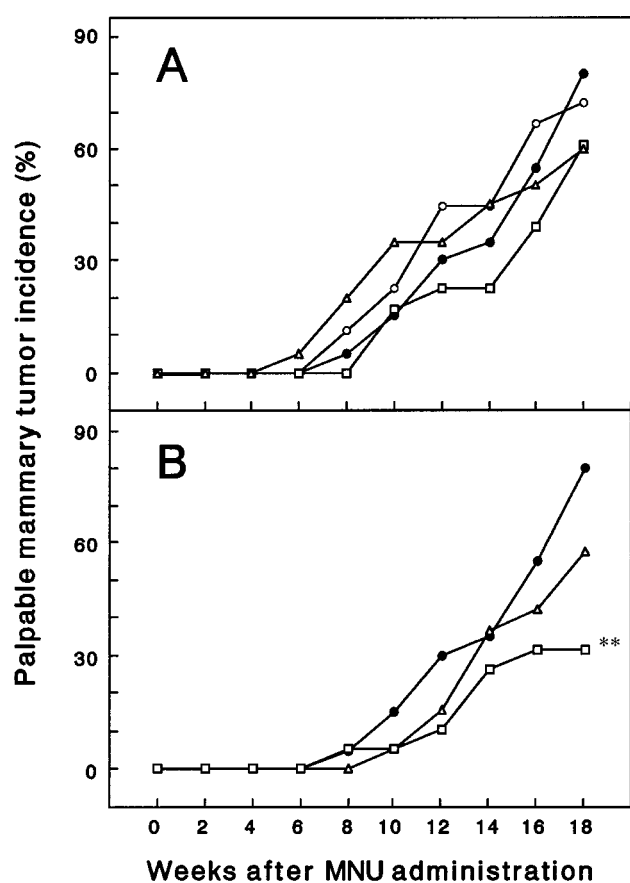 Palpable mammary tumor incidence (%)
A
90
60
30
0
B
90
60
30
0
**
0 2 4 6 8 10 12 14 16 18
Weeks after MNU administration